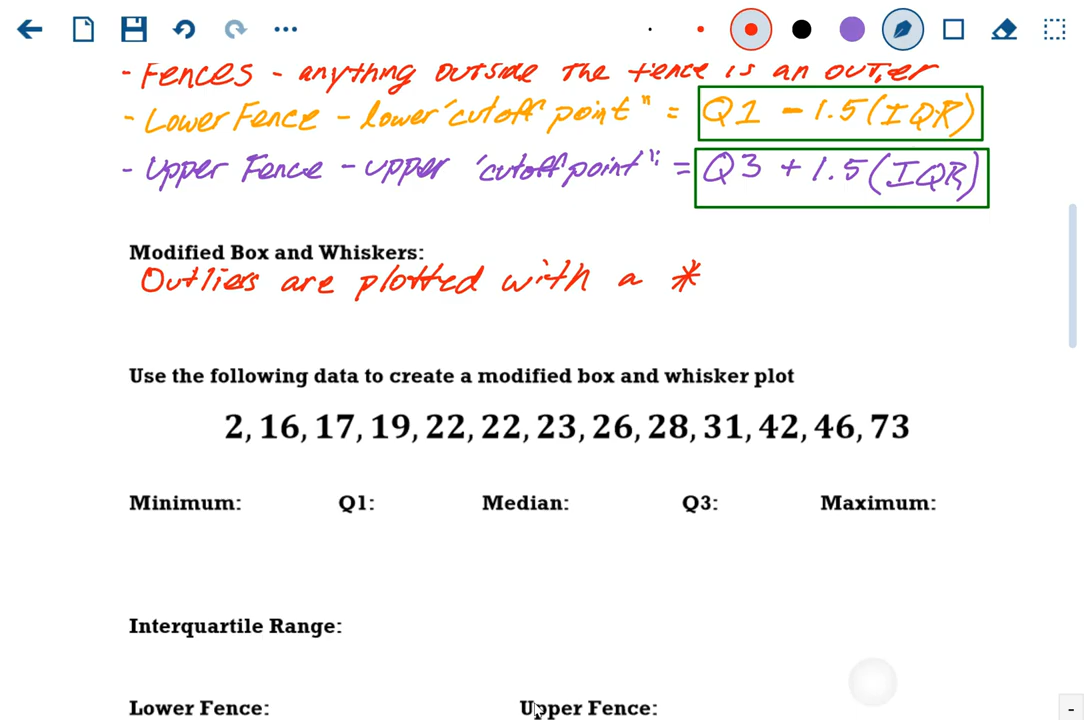 - Fences - anything outside the fence is an outlier
- Lower Fence - lower "cutoff point" = Q1 - 1.5(IQR)
- Upper Fence - upper "cutoff point": = Q3 + 1.5(IQR)
Modified Box and Whiskers:
Outliers are plotted with a *
Use the following data to create a modified box and whisker plot
2, 16, 17, 19, 22, 22, 23, 26, 28, 31, 42, 46, 73
Minimum: Q1: Median: Q3: Maximum:
Interquartile Range:
Lower Fence: Upper Fence: